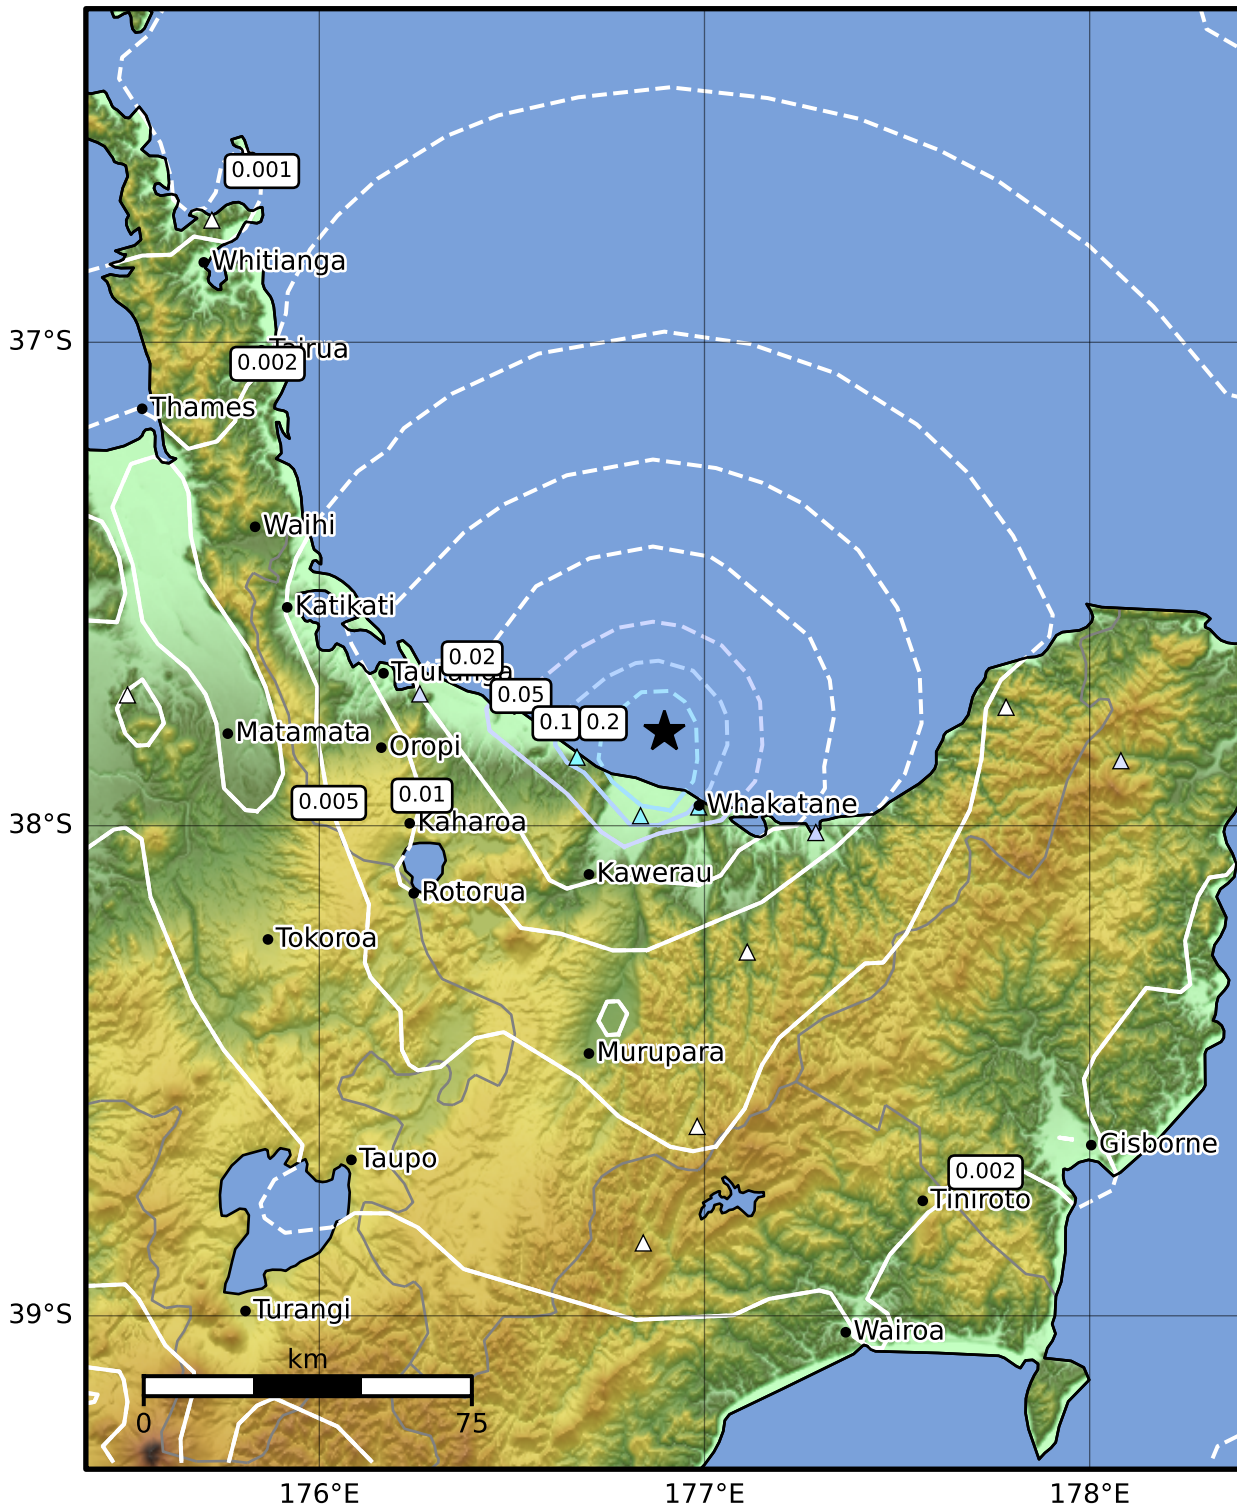 0.001
Whitianga
37°S
Tairua
0.002
Thames
Waihi
Katikati
0.02
Tauranga
0.05
0.1
0.2
Matamata
Oropi
0.005
0.01
Whakatane
38°S
Kaharoa
Kawerau
Rotorua
Tokoroa
Murupara
Gisborne
Taupo
0.002
Tiniroto
39°S
Turangi
Wairoa
km
0
75
176°E
177°E
178°E